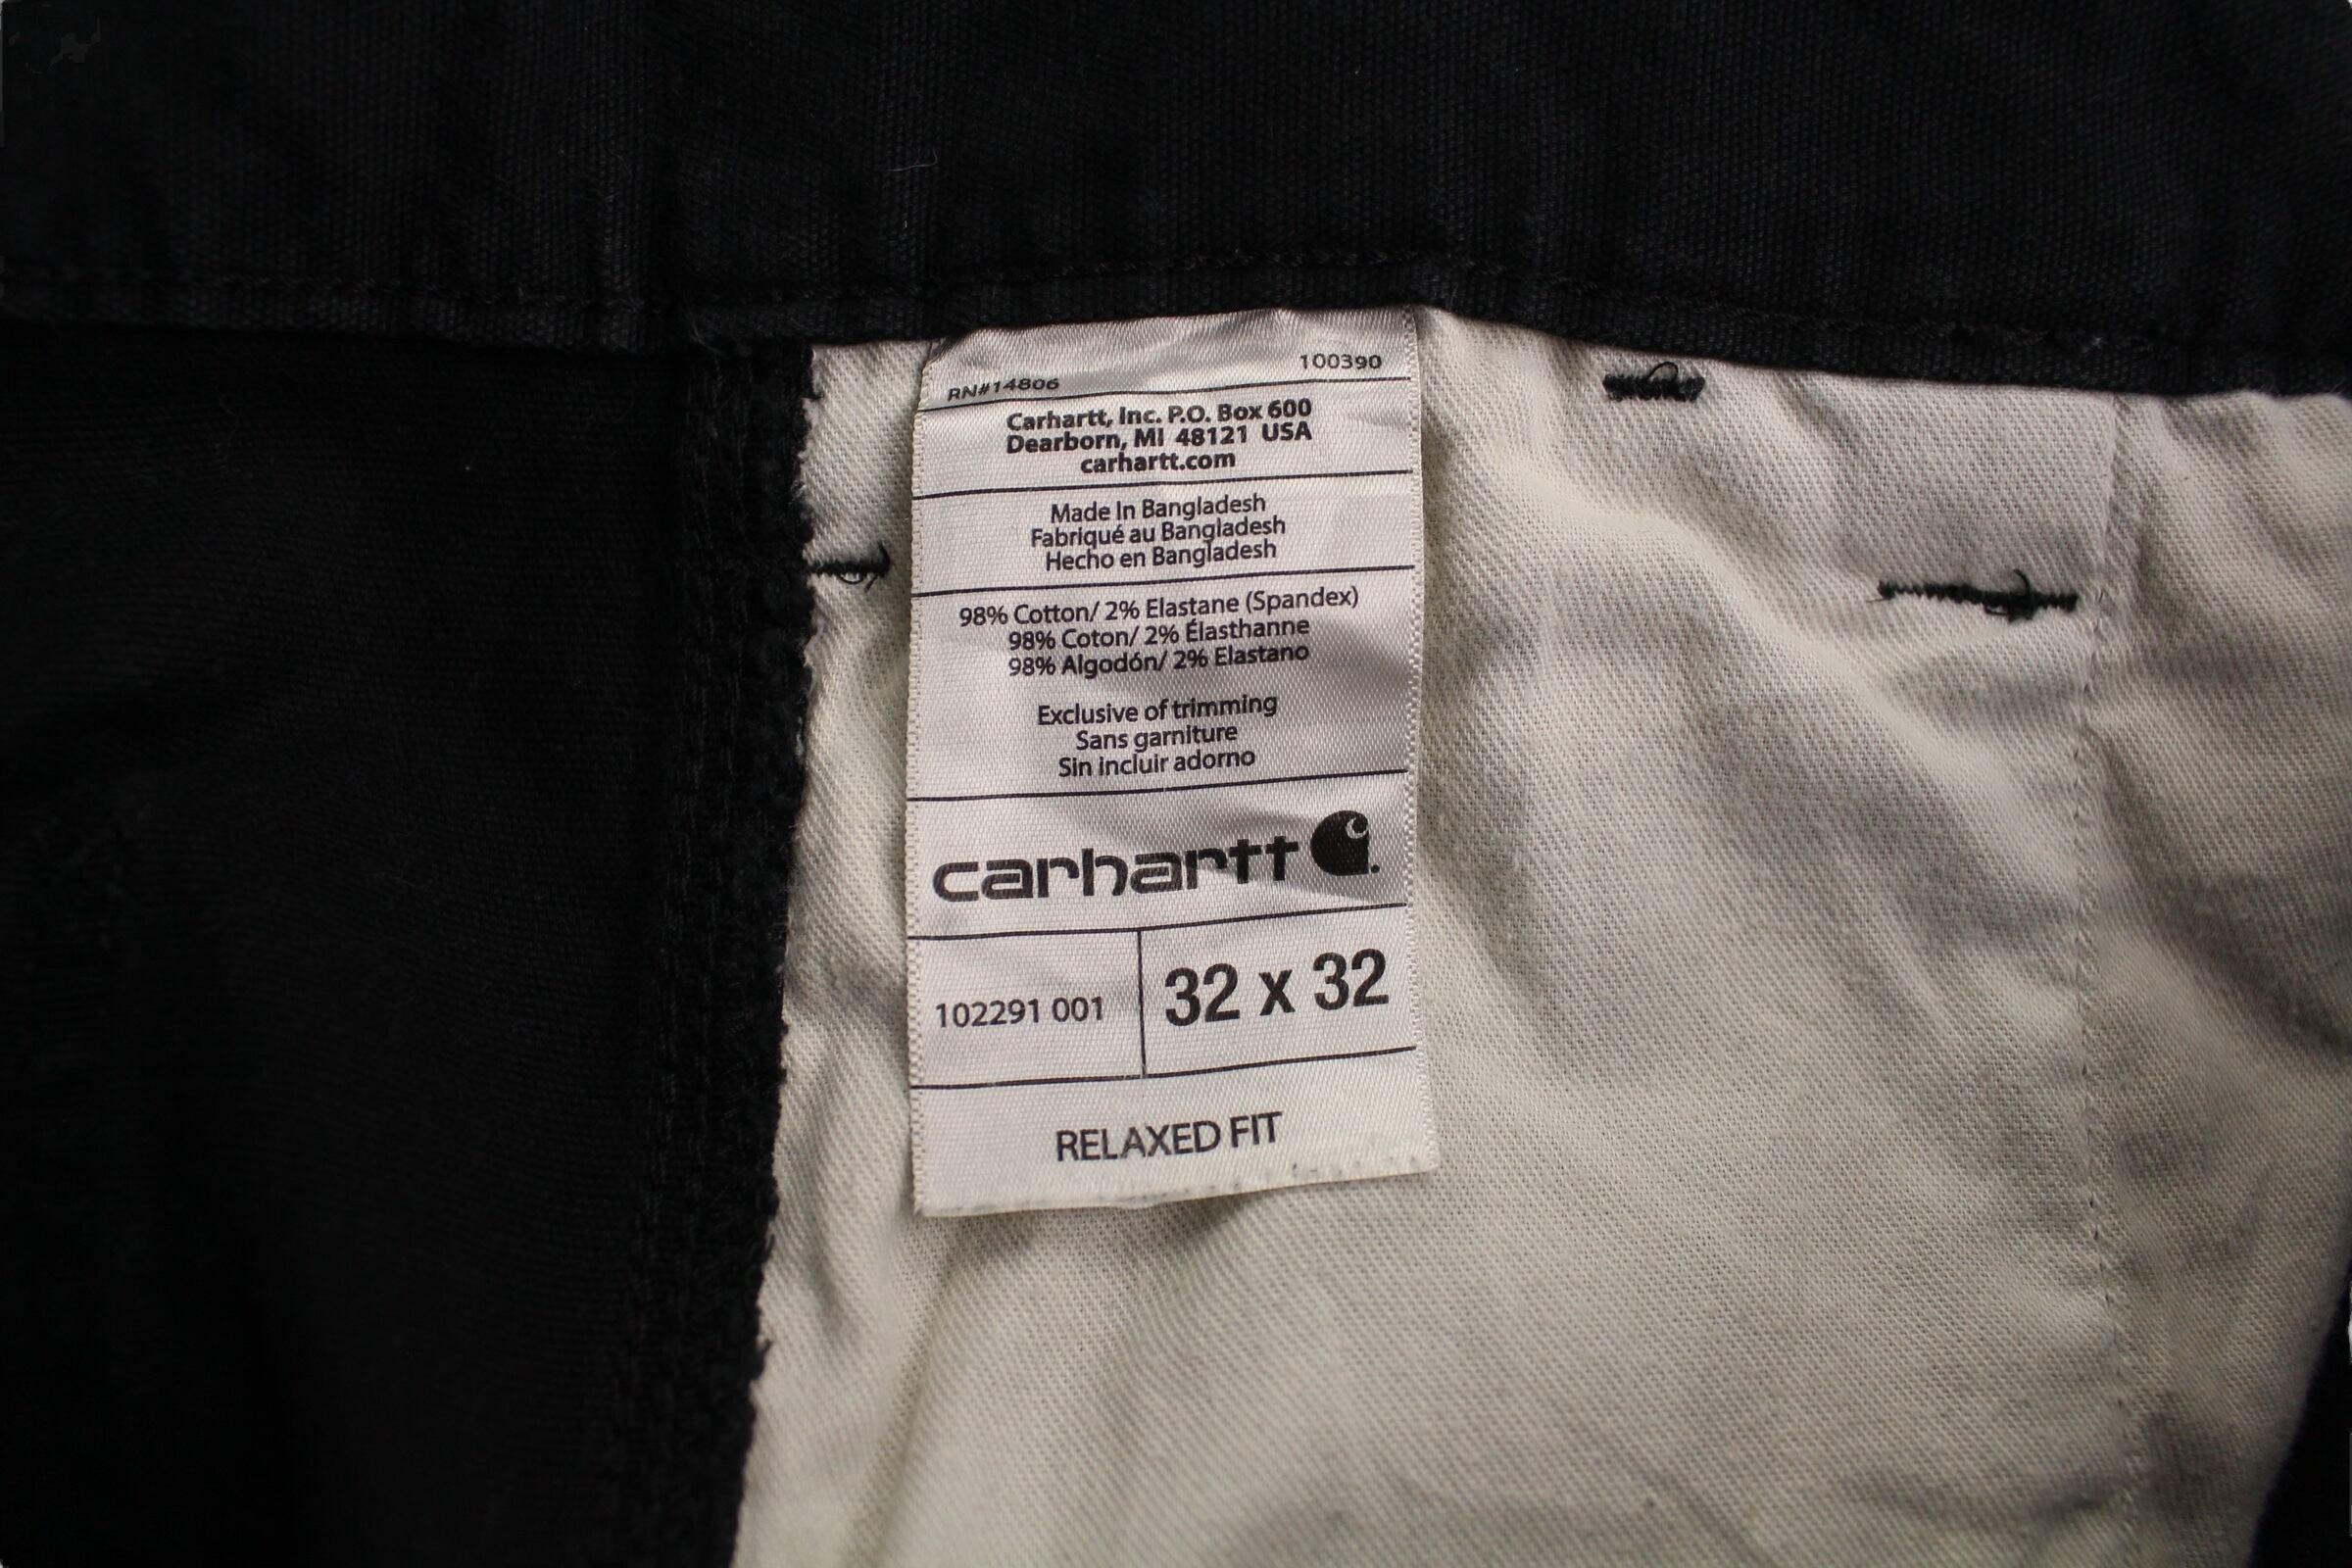 RN#14806 100390
Carhartt, Inc. P.O. Box 600
Dearborn, MI 48121 USA
carhartt.com
Made In Bangladesh
Fabriqué au Bangladesh
Hecho en Bangladesh
98% Cotton/ 2% Elastane (Spandex)
98% Coton/ 2% Élasthanne
98% Algodón/ 2% Elastano
Exclusive of trimming
Sans garniture
Sin incluir adorno
carhartt
102291 001 32 x 32
RELAXED FIT